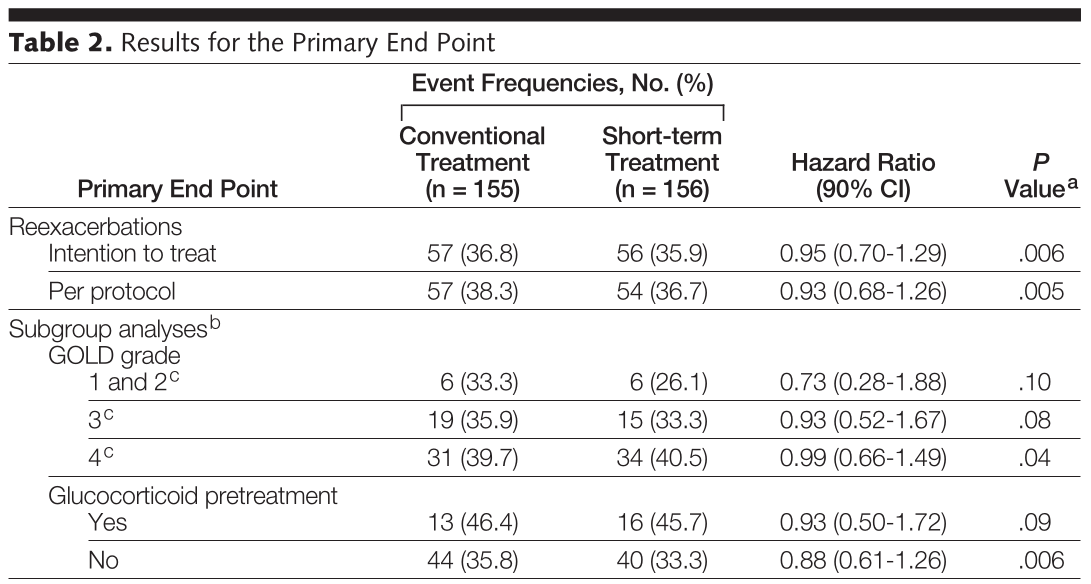 Table 2. Results for the Primary End Point
Event Frequencies, No. (%)
Primary End Point Conventional Treatment (n = 155) Short-term Treatment (n = 156) Hazard Ratio (90% CI) P Value a
Reexacerbations
Intention to treat 57 (36.8) 56 (35.9) 0.95 (0.70-1.29) .006
Per protocol 57 (38.3) 54 (36.7) 0.93 (0.68-1.26) .005
Subgroup analyses b
GOLD grade
1 and 2 c 6 (33.3) 6 (26.1) 0.73 (0.28-1.88) .10
3 c 19 (35.9) 15 (33.3) 0.93 (0.52-1.67) .08
4 c 31 (39.7) 34 (40.5) 0.99 (0.66-1.49) .04
Glucocorticoid pretreatment
Yes 13 (46.4) 16 (45.7) 0.93 (0.50-1.72) .09
No 44 (35.8) 40 (33.3) 0.88 (0.61-1.26) .006